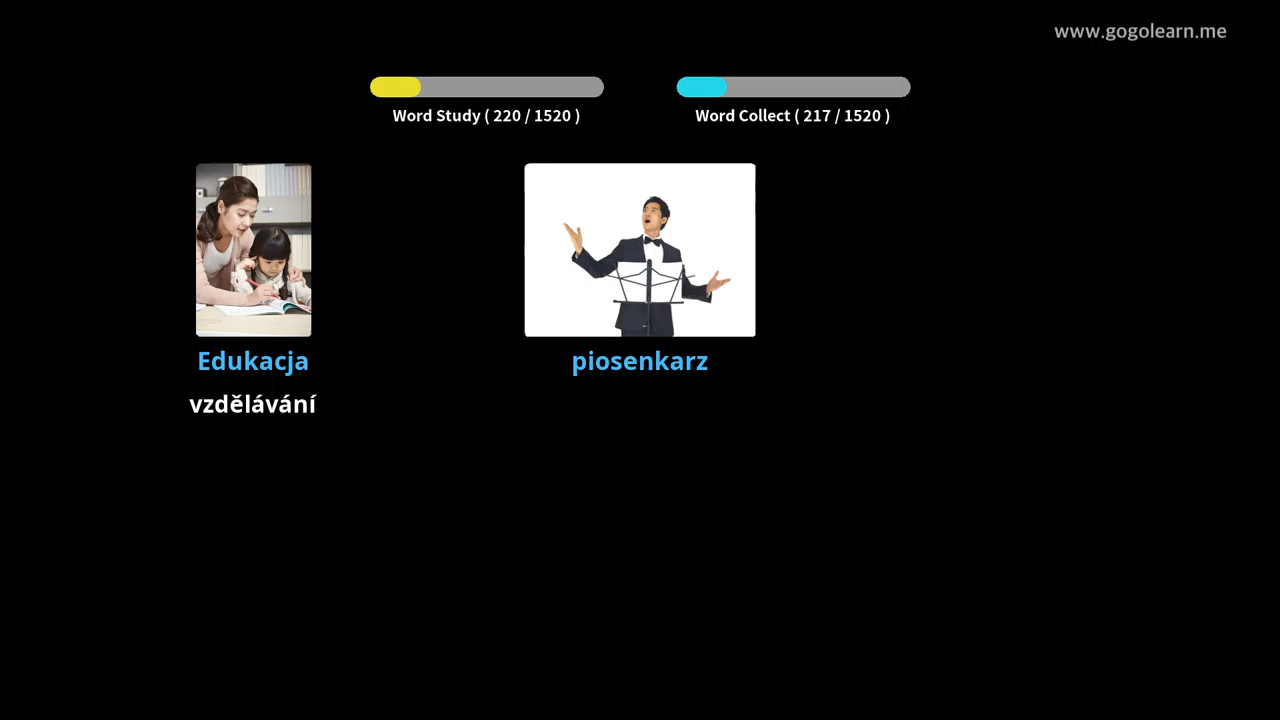 www.gogolearn.me
Word Study ( 220 / 1520 )
Word Collect ( 217 / 1520 )
Edukacja
piosenkarz
vzdělávání